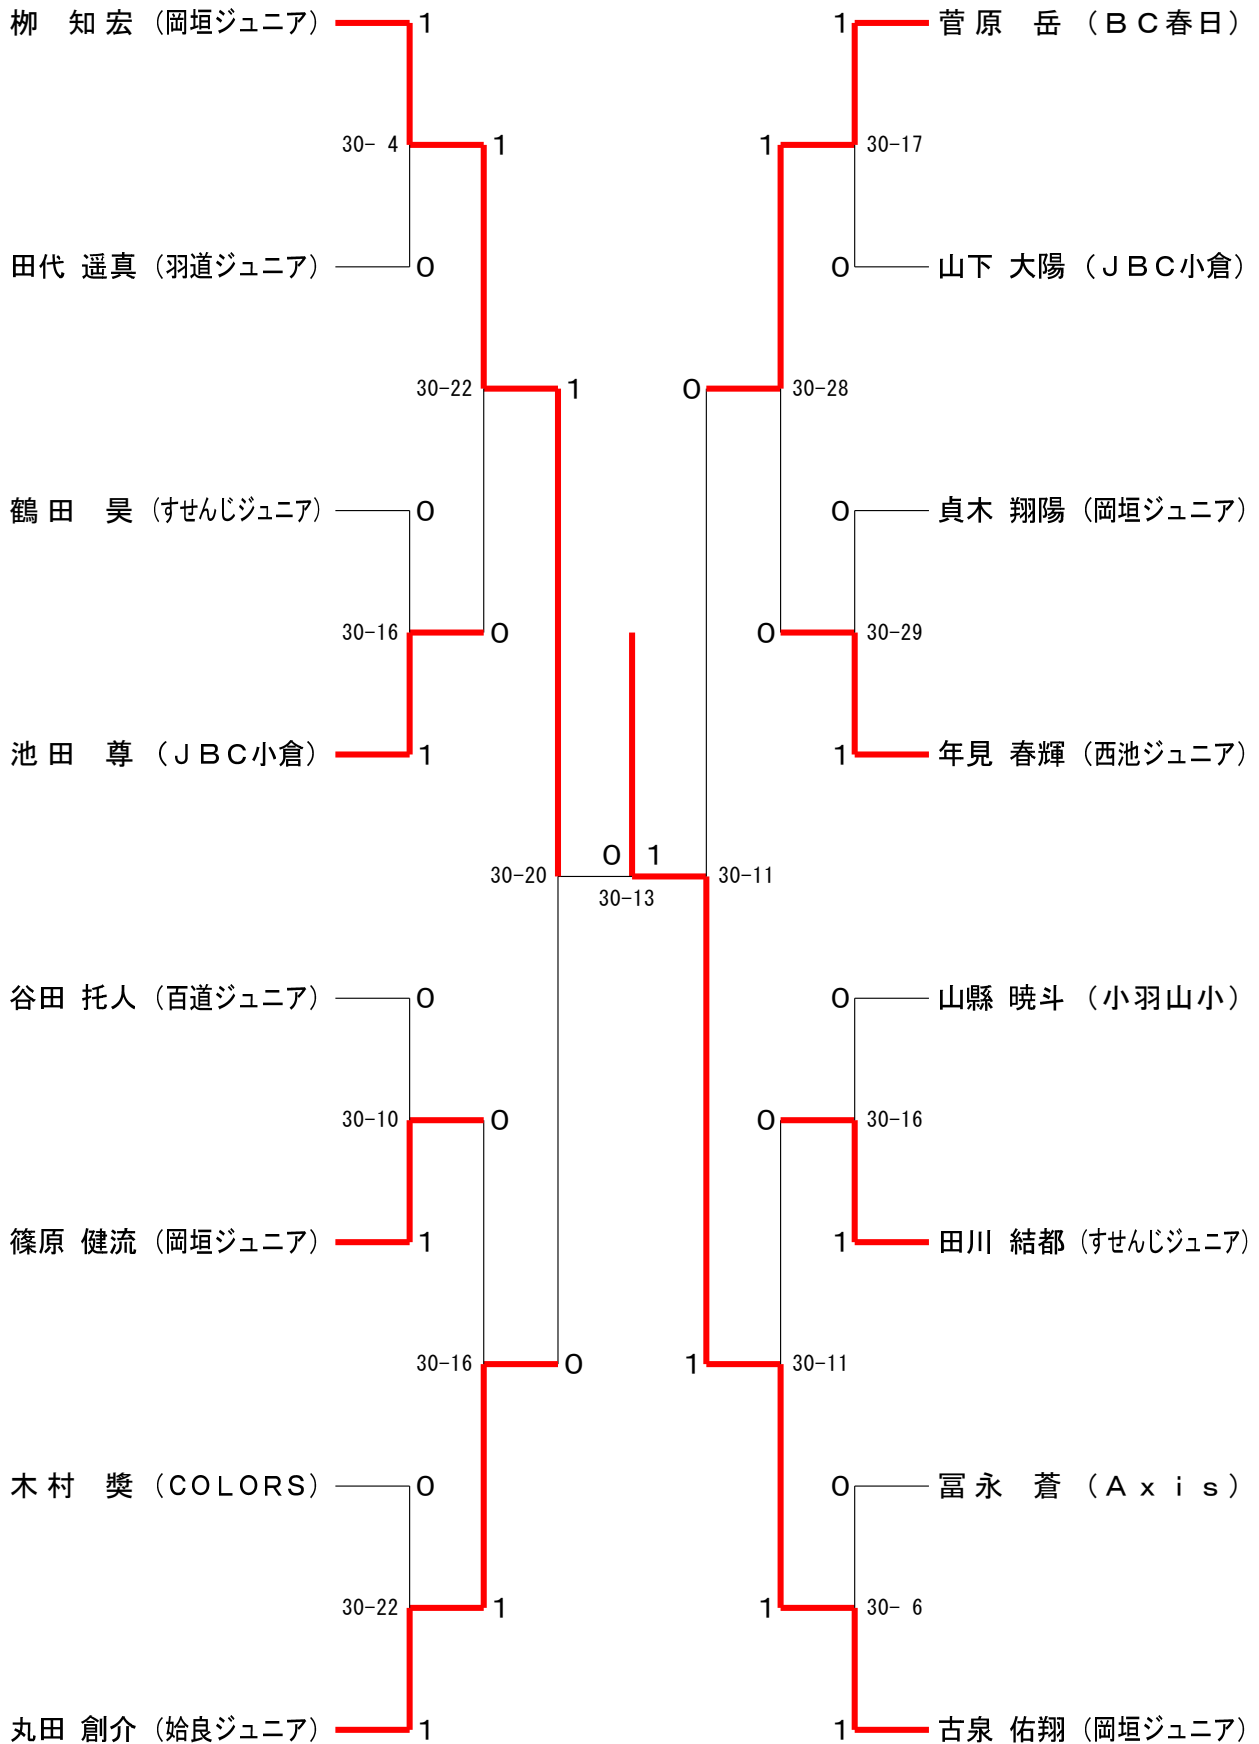 栁　知宏（岡垣ジュニア） 1 1 菅原　岳（ＢＣ春日）
30- 4 1 1 30-17
田代 遥真（羽道ジュニア） 0 0 山下 大陽（ＪＢＣ小倉）
30-22 1 0 30-28
鶴田　昊（すせんじジュニア） 0 0 貞木 翔陽（岡垣ジュニア）
30-16 0 0 30-29
池田　尊（ＪＢＣ小倉） 1 1 年見 春輝（西池ジュニア）
0 1
30-20 30-11
30-13
谷田 托人（百道ジュニア） 0 0 山縣 暁斗（小羽山小）
30-10 0 0 30-16
篠原 健流（岡垣ジュニア） 1 1 田川 結都（すせんじジュニア）
30-16 0 1 30-11
木村　奬（COLORS） 0 0 冨永　蒼（Ａｘｉｓ）
30-22 1 1 30- 6
丸田 創介（姶良ジュニア） 1 1 古泉 佑翔（岡垣ジュニア）